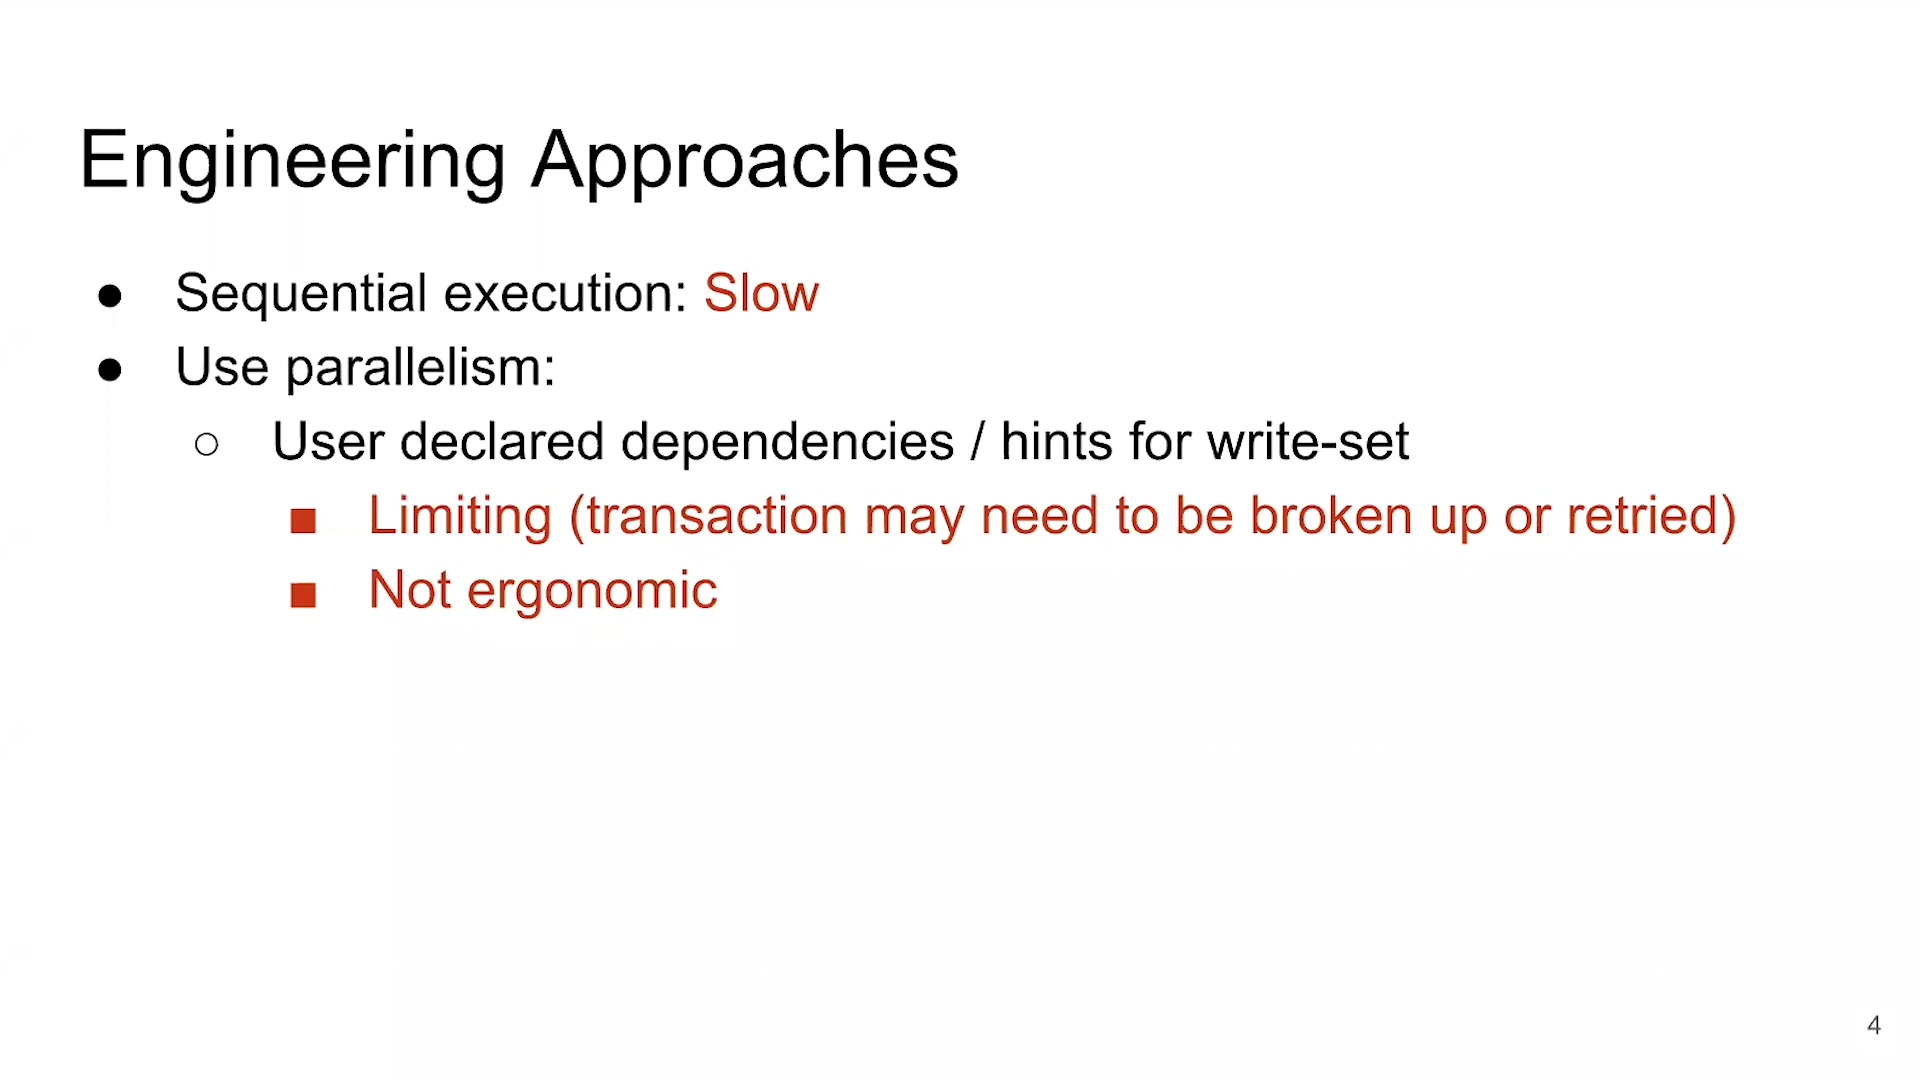 Engineering Approaches
● Sequential execution: Slow
● Use parallelism:
○ User declared dependencies / hints for write-set
■ Limiting (transaction may need to be broken up or retried)
■ Not ergonomic
4